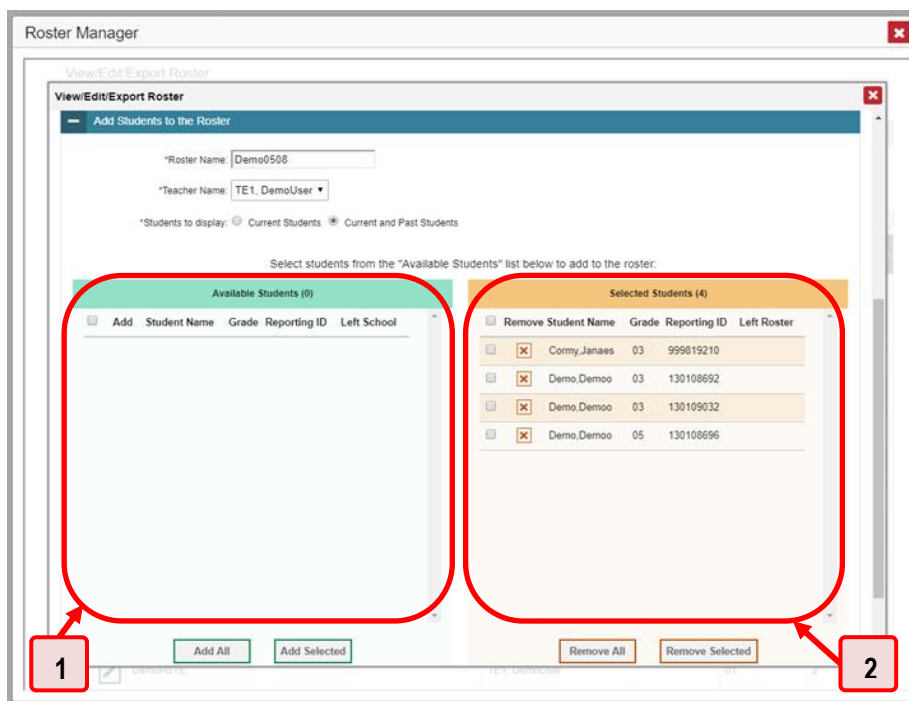 Roster Manager
View/Edit/Export Roster
View/Edit/Export Roster
Add Students to the Roster
*Roster Name: Demo0508
*Teacher Name: TE1, DemoUser
*Students to display: Current Students Current and Past Students
Select students from the "Available Students" list below to add to the roster:
Available Students (0)
Add Student Name Grade Reporting ID Left School
Selected Students (4)
Remove Student Name Grade Reporting ID Left Roster
Cormy,Janaes 03 999819210
Demo,Demoo 03 130108692
Demo,Demoo 03 130109032
Demo,Demoo 05 130108696
Add All Add Selected
Remove All Remove Selected
1
2
TE1, DemoUser